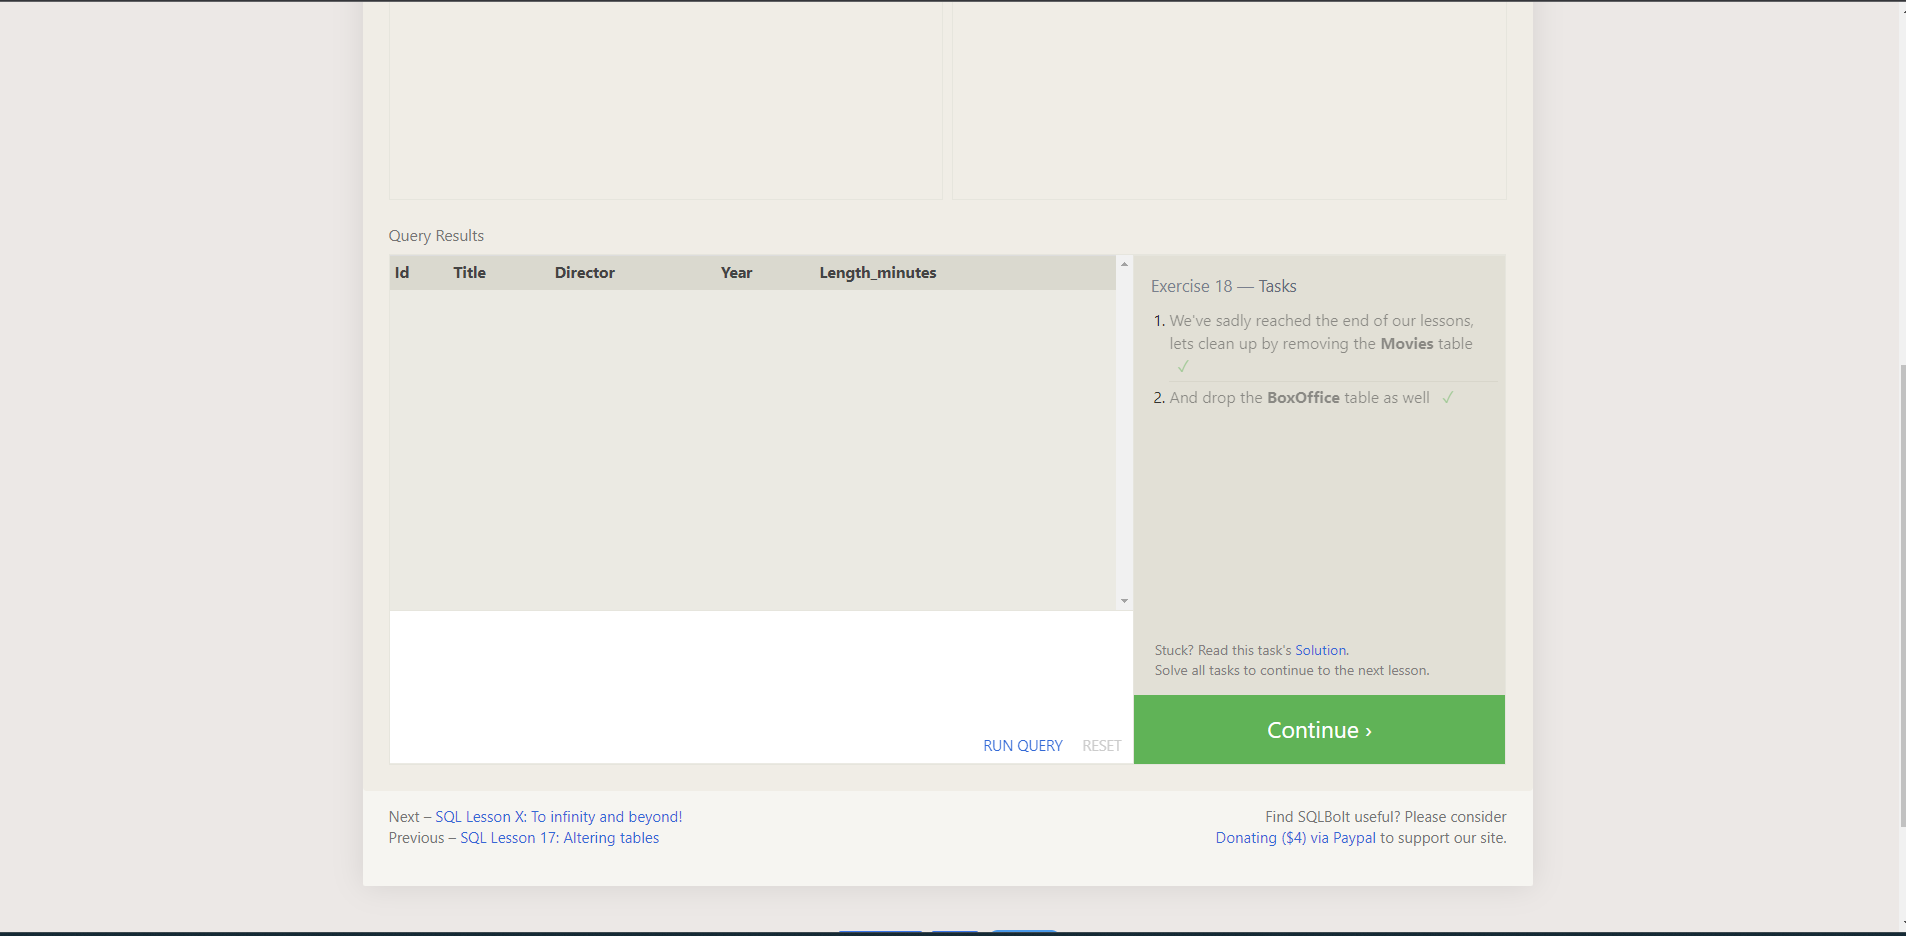 Query Results
Id Title Director Year Length_minutes
Exercise 18 — Tasks
1. We've sadly reached the end of our lessons,
lets clean up by removing the Movies table
✓
2. And drop the BoxOffice table as well ✓
Stuck? Read this task's Solution.
Solve all tasks to continue to the next lesson.
RUN QUERY RESET
Continue ›
Next – SQL Lesson X: To infinity and beyond!
Previous – SQL Lesson 17: Altering tables
Find SQLBolt useful? Please consider
Donating ($4) via Paypal to support our site.